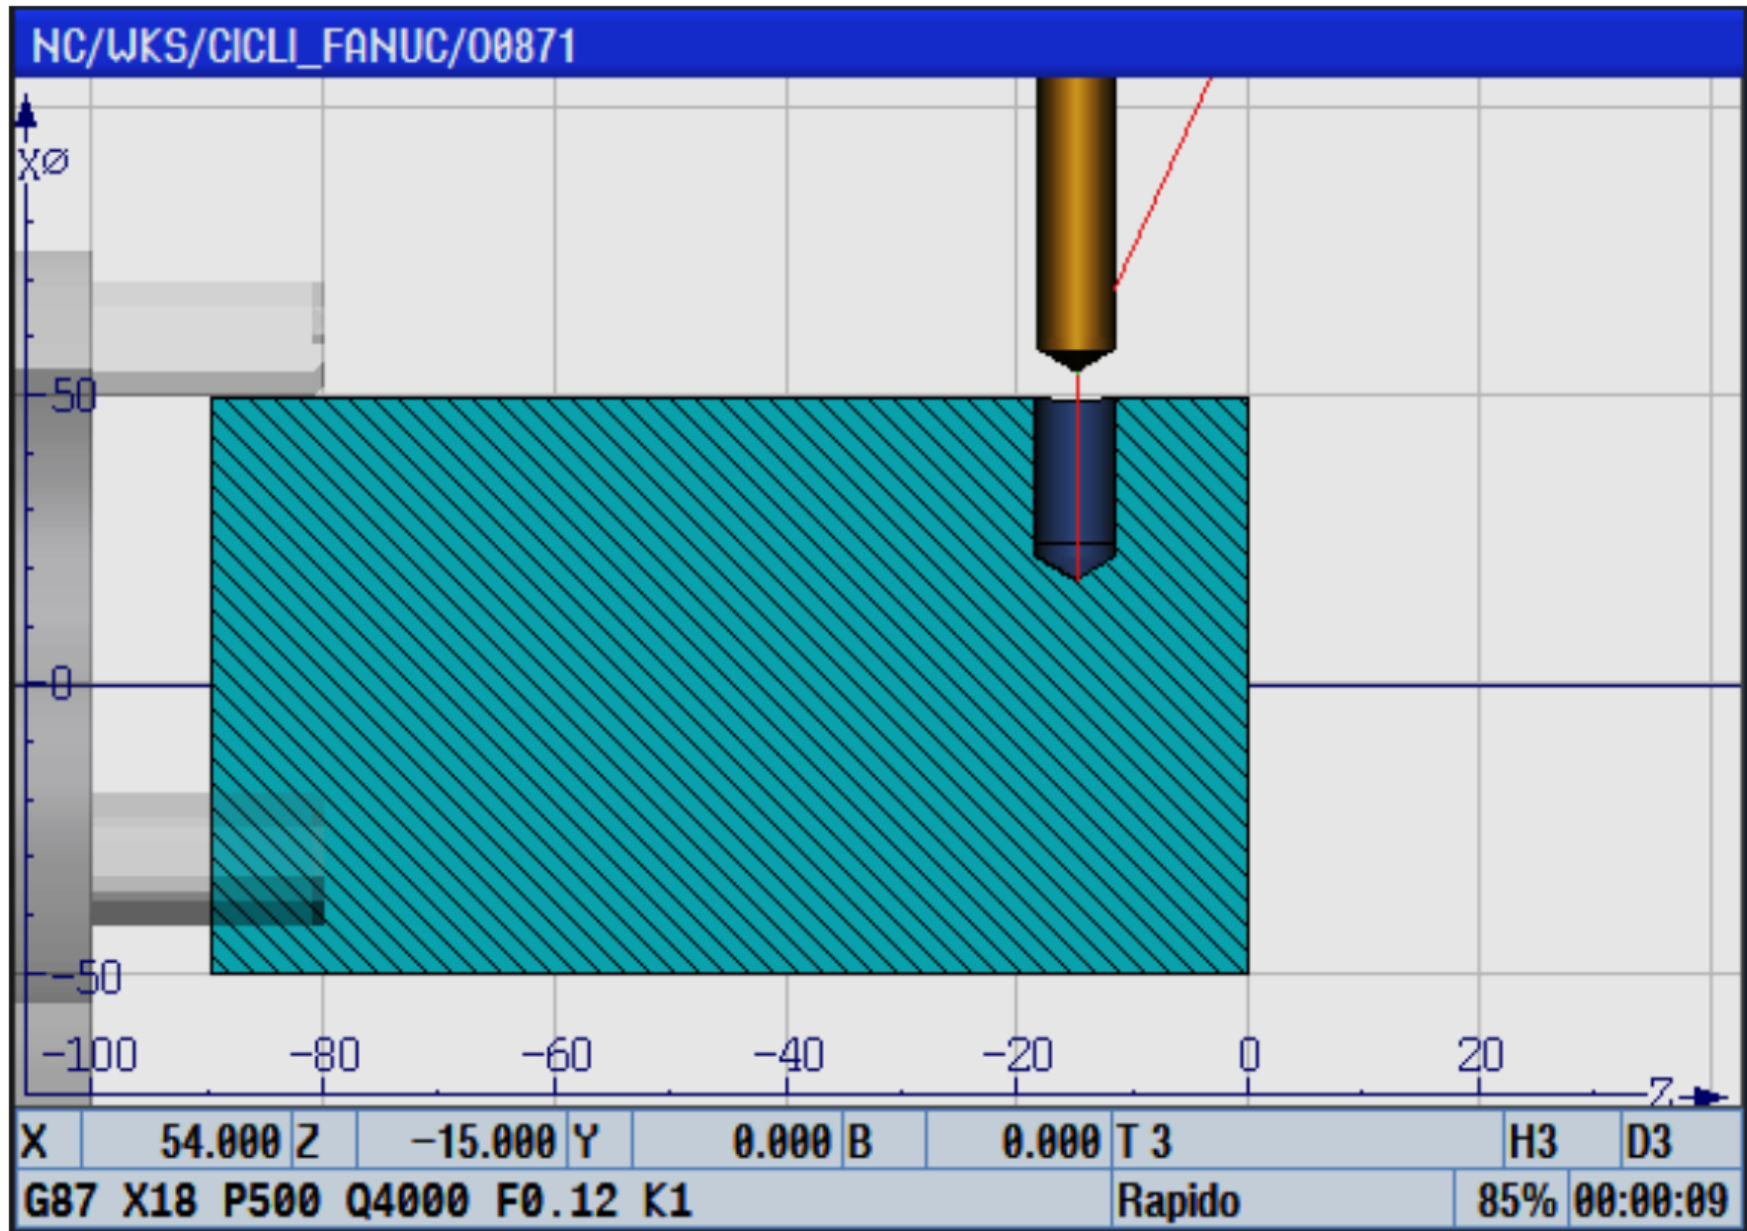 NC/WKS/CICLI_FANUC/O0871
XØ
50
0
-50
-100 -80 -60 -40 -20 0 20
Z
X 54.000 Z -15.000 Y 0.000 B 0.000 T 3 H3 D3
G87 X18 P500 Q4000 F0.12 K1 Rapido 85% 00:00:09